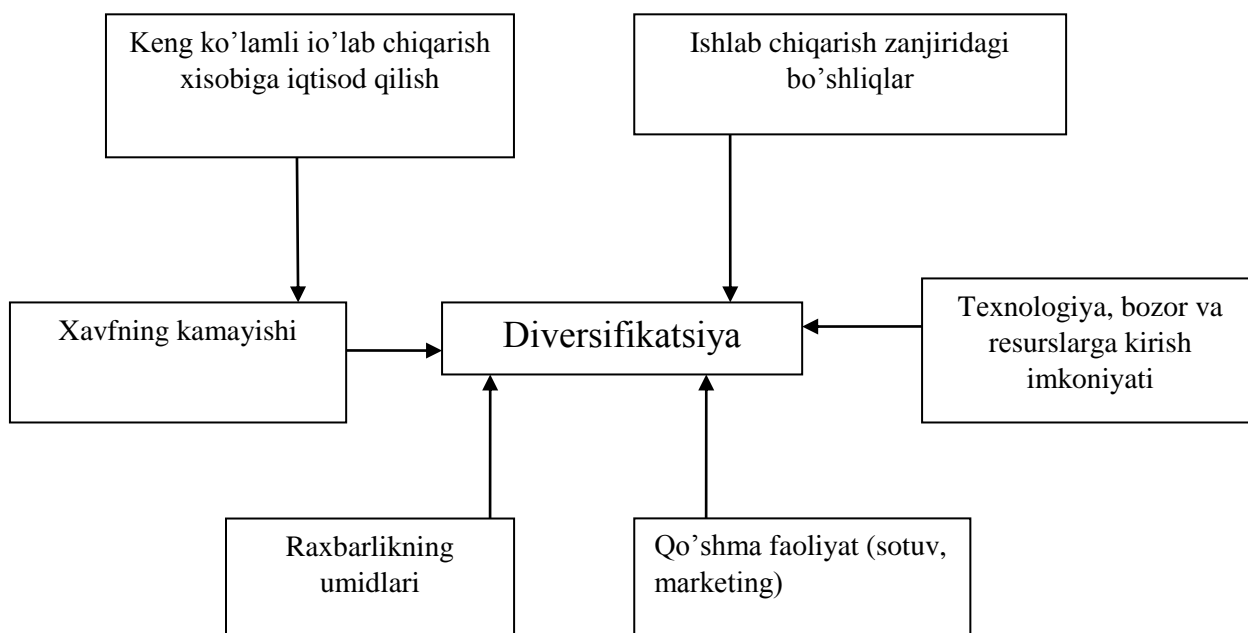 Keng ko’lamli io’lab chiqarish
xisobiga iqtisod qilish
Ishlab chiqarish zanjiridagi
bo’shliqlar
Xavfning kamayishi
Diversifikatsiya
Texnologiya, bozor va
resurslarga kirish
imkoniyati
Raxbarlikning
umidlari
Qo’shma faoliyat (sotuv,
marketing)